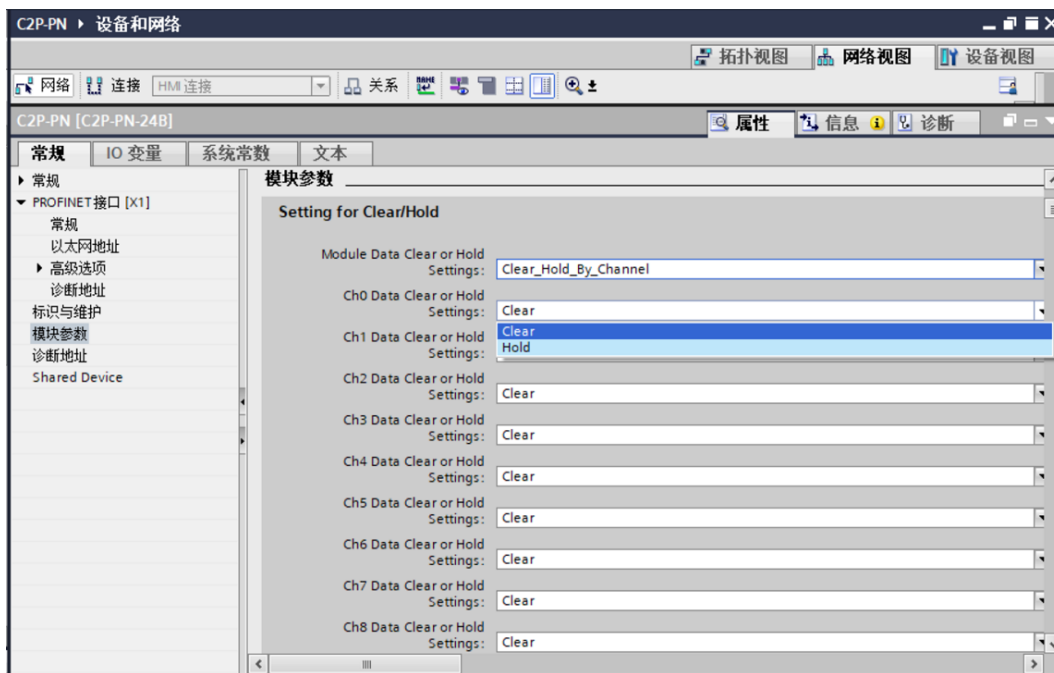 C2P-PN ▸ 设备和网络
拓扑视图 网络视图 设备视图
网络 连接 HMI 连接 关系
C2P-PN [C2P-PN-24B] 属性 信息 诊断
常规 IO 变量 系统常数 文本
常规
PROFINET接口 [X1]
常规
以太网地址
高级选项
诊断地址
标识与维护
模块参数
诊断地址
Shared Device
模块参数
Setting for Clear/Hold
Module Data Clear or Hold
Settings: Clear_Hold_By_Channel
Ch0 Data Clear or Hold
Settings: Clear
Clear
Hold
Ch1 Data Clear or Hold
Settings:
Ch2 Data Clear or Hold
Settings: Clear
Ch3 Data Clear or Hold
Settings: Clear
Ch4 Data Clear or Hold
Settings: Clear
Ch5 Data Clear or Hold
Settings: Clear
Ch6 Data Clear or Hold
Settings: Clear
Ch7 Data Clear or Hold
Settings: Clear
Ch8 Data Clear or Hold
Settings: Clear